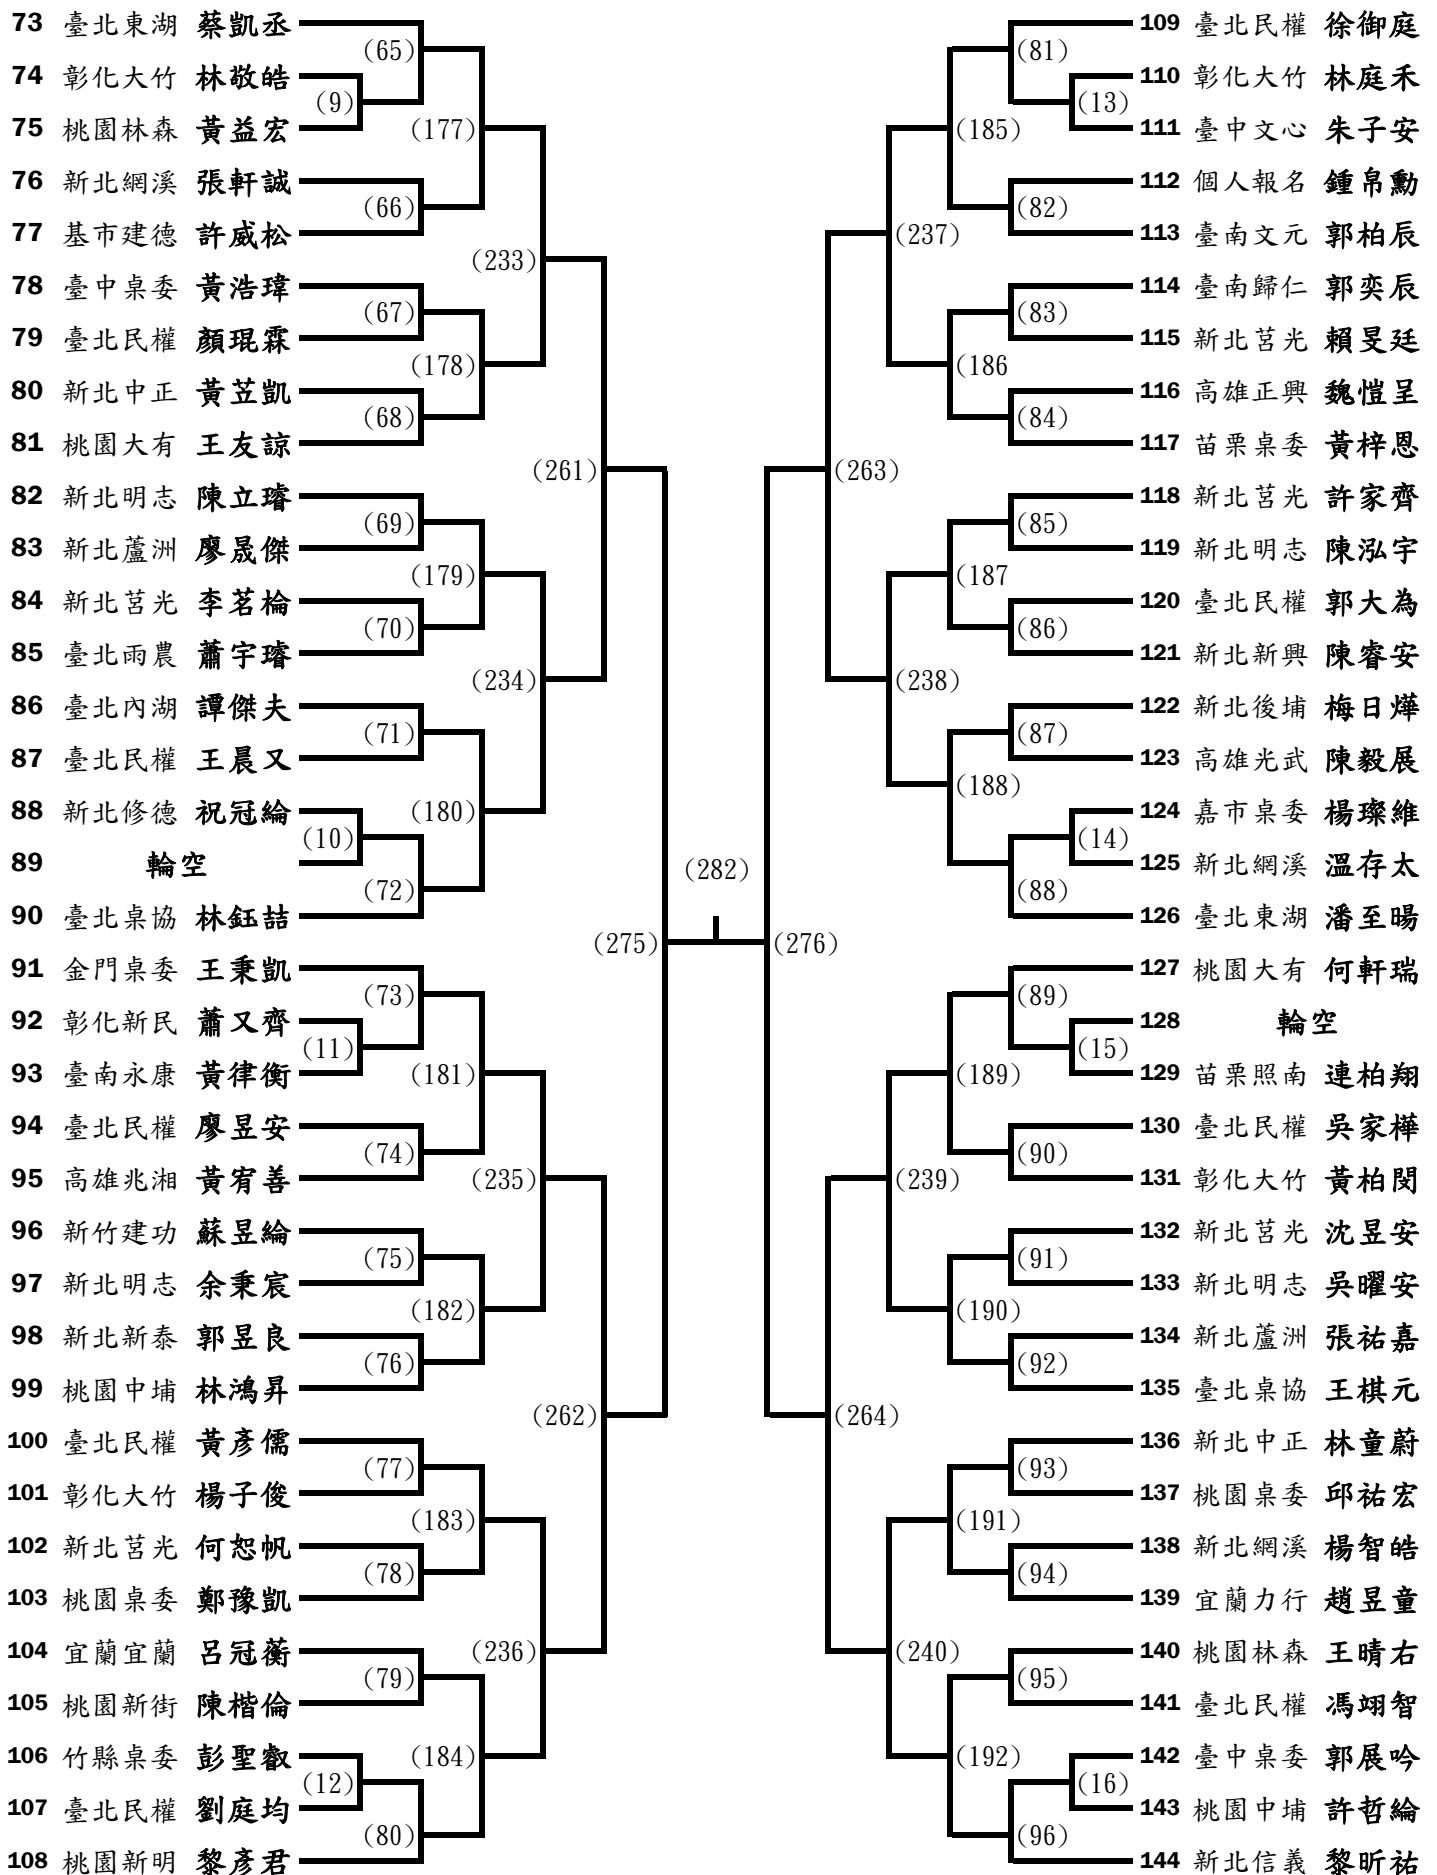 73 臺北東湖 蔡凱丞
(65)
74 彰化大竹 林敬皓
(9)
75 桃園林森 黃益宏
(177)
76 新北網溪 張軒誠
(66)
77 基市建德 許威松
(233)
78 臺中桌委 黃浩瑋
(67)
79 臺北民權 顏琨霖
(178)
80 新北中正 黃苙凱
(68)
81 桃園大有 王友諒
(261)
82 新北明志 陳立璿
(69)
83 新北蘆洲 廖晟傑
(179)
84 新北莒光 李茗棆
(70)
85 臺北雨農 蕭宇璿
(234)
86 臺北內湖 譚傑夫
(71)
87 臺北民權 王晨又
88 新北修德 祝冠綸
(180)
(10)
89 輪空
(72)
90 臺北桌協 林鈺喆
(275)
91 金門桌委 王秉凱
(73)
92 彰化新民 蕭又齊
(11)
93 臺南永康 黃律衡
(181)
94 臺北民權 廖昱安
(74)
95 高雄兆湘 黃宥善
(235)
96 新竹建功 蘇昱綸
(75)
97 新北明志 余秉宸
(182)
98 新北新泰 郭昱良
(76)
99 桃園中埔 林鴻昇
(262)
100 臺北民權 黃彥儒
(77)
101 彰化大竹 楊子俊
(183)
102 新北莒光 何恕帆
(78)
103 桃園桌委 鄭豫凱
104 宜蘭宜蘭 呂冠蘅
(236)
(79)
105 桃園新街 陳楷倫
106 竹縣桌委 彭聖叡
(184)
(12)
107 臺北民權 劉庭均
(80)
108 桃園新明 黎彥君
(282)
109 臺北民權 徐御庭
(81)
110 彰化大竹 林庭禾
(13)
111 臺中文心 朱子安
(185)
112 個人報名 鍾帛勳
(82)
113 臺南文元 郭柏辰
(237)
114 臺南歸仁 郭奕辰
(83)
115 新北莒光 賴旻廷
(186
116 高雄正興 魏愷呈
(84)
117 苗栗桌委 黃梓恩
(263)
118 新北莒光 許家齊
(85)
119 新北明志 陳泓宇
(187
120 臺北民權 郭大為
(86)
121 新北新興 陳睿安
(238)
122 新北後埔 梅日燁
(87)
123 高雄光武 陳毅展
(188)
124 嘉市桌委 楊璨維
(14)
125 新北網溪 溫存太
(88)
126 臺北東湖 潘至暘
(276)
127 桃園大有 何軒瑞
(89)
128 輪空
(15)
129 苗栗照南 連柏翔
(189)
130 臺北民權 吳家樺
(90)
131 彰化大竹 黃柏閔
(239)
132 新北莒光 沈昱安
(91)
133 新北明志 吳曜安
(190)
134 新北蘆洲 張祐嘉
(92)
135 臺北桌協 王棋元
(264)
136 新北中正 林童蔚
(93)
137 桃園桌委 邱祐宏
(191)
138 新北網溪 楊智皓
(94)
139 宜蘭力行 趙昱童
(240)
140 桃園林森 王晴右
(95)
141 臺北民權 馮翊智
(192)
142 臺中桌委 郭展吟
(16)
143 桃園中埔 許哲綸
(96)
144 新北信義 黎昕祐